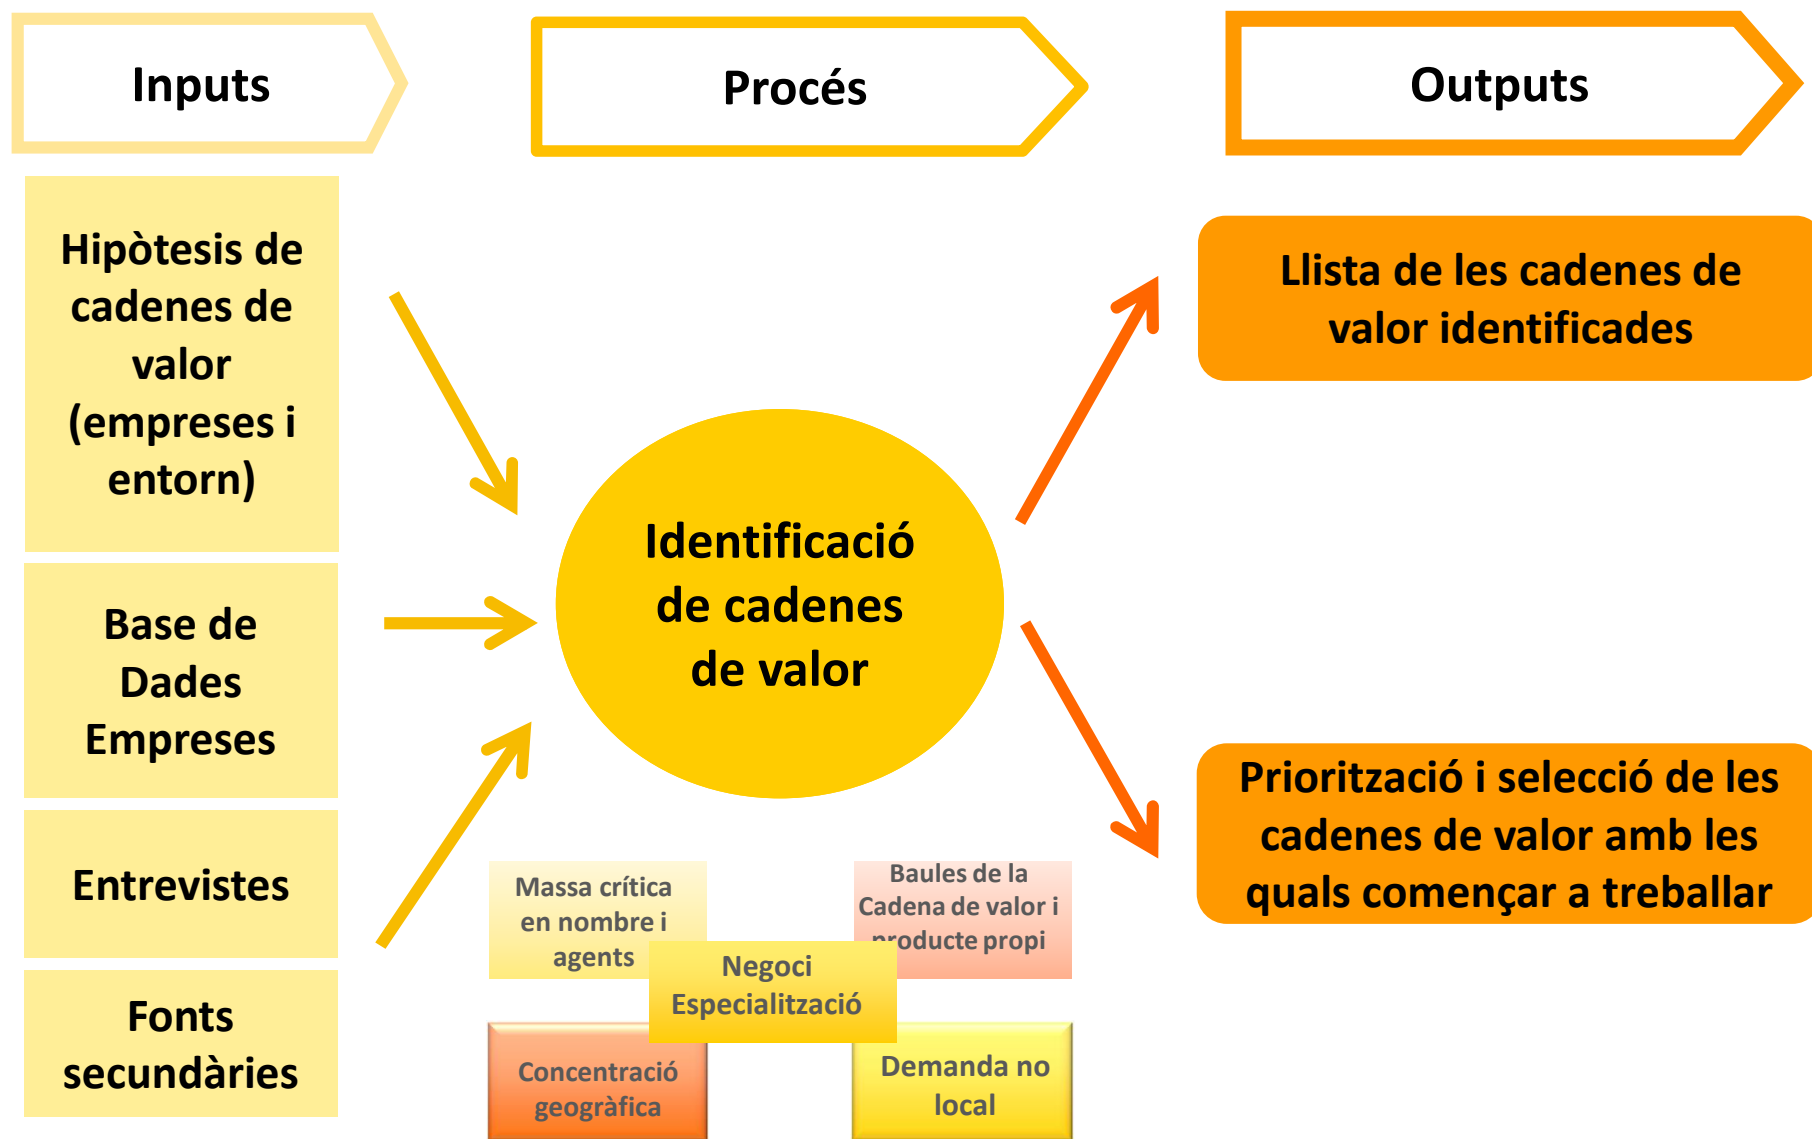 Inputs
Procés
Outputs
Hipòtesis de
cadenes de
valor
(empreses i
entorn)
Base de
Dades
Empreses
Entrevistes
Fonts
secundàries
Identificació
de cadenes
de valor
Massa crítica
en nombre i
agents
Baules de la
Cadena de valor i
producte propi
Negoci
Especialització
Concentració
geogràfica
Demanda no
local
Llista de les cadenes de
valor identificades
Priorització i selecció de les
cadenes de valor amb les
quals començar a treballar